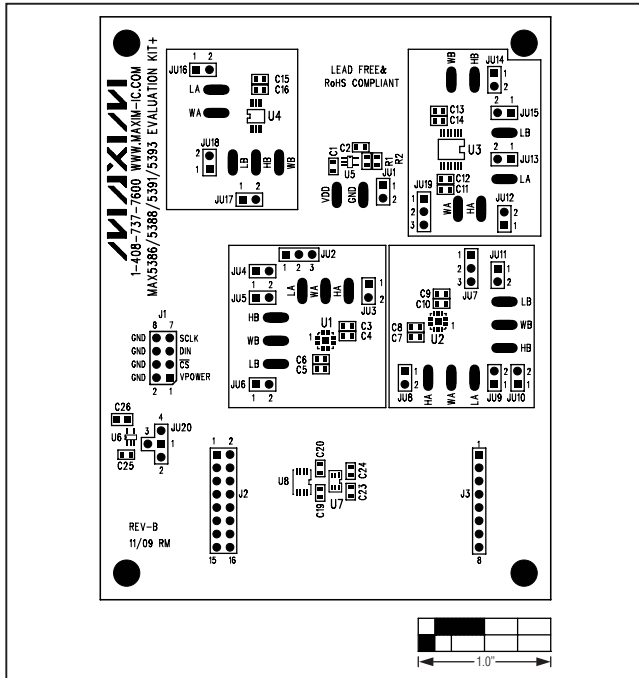 MAXIM
1-408-737-7600 WWW.MAXIM-IC.COM
MAX5386/5388/5391/5393 EVALUATION KIT+
LEAD FREE&
RoHS COMPLIANT
1 2
JU16
LA
WA
C15
C16
U4
JU18
2
1
LB
HB
WB
1 2
JU17
C1
C2
U5
R1
R2
VDD
GND
JU1
1
2
WB
HB
JU14
1
2
C13
C14
U3
2 1
JU15
LB
2 1
JU13
LA
C12
C11
JU19
1
2
3
WA
HA
JU12
2
1
JU2
1 2 3
JU4
1 2
JU5
1 2
LA
WA
HA
JU3
1
2
HB
WB
LB
U1
1
C3
C4
C6
C5
JU6
1 2
JU7
1
2
3
JU11
1
2
C9
C10
LB
WB
HB
C8
C7
U2
1
JU8
2
1
HA
WA
LA
JU9
2
1
JU10
2
1
J1
8 7
GND SCLK
GND DIN
GND CS
GND VPOWER
2 1
C26
U6
C25
JU20
4
3
1
2
1 2
J2
15 16
C20
U8
C19
U7
C24
C23
1
J3
8
REV-B
11/09 RM
1.0"